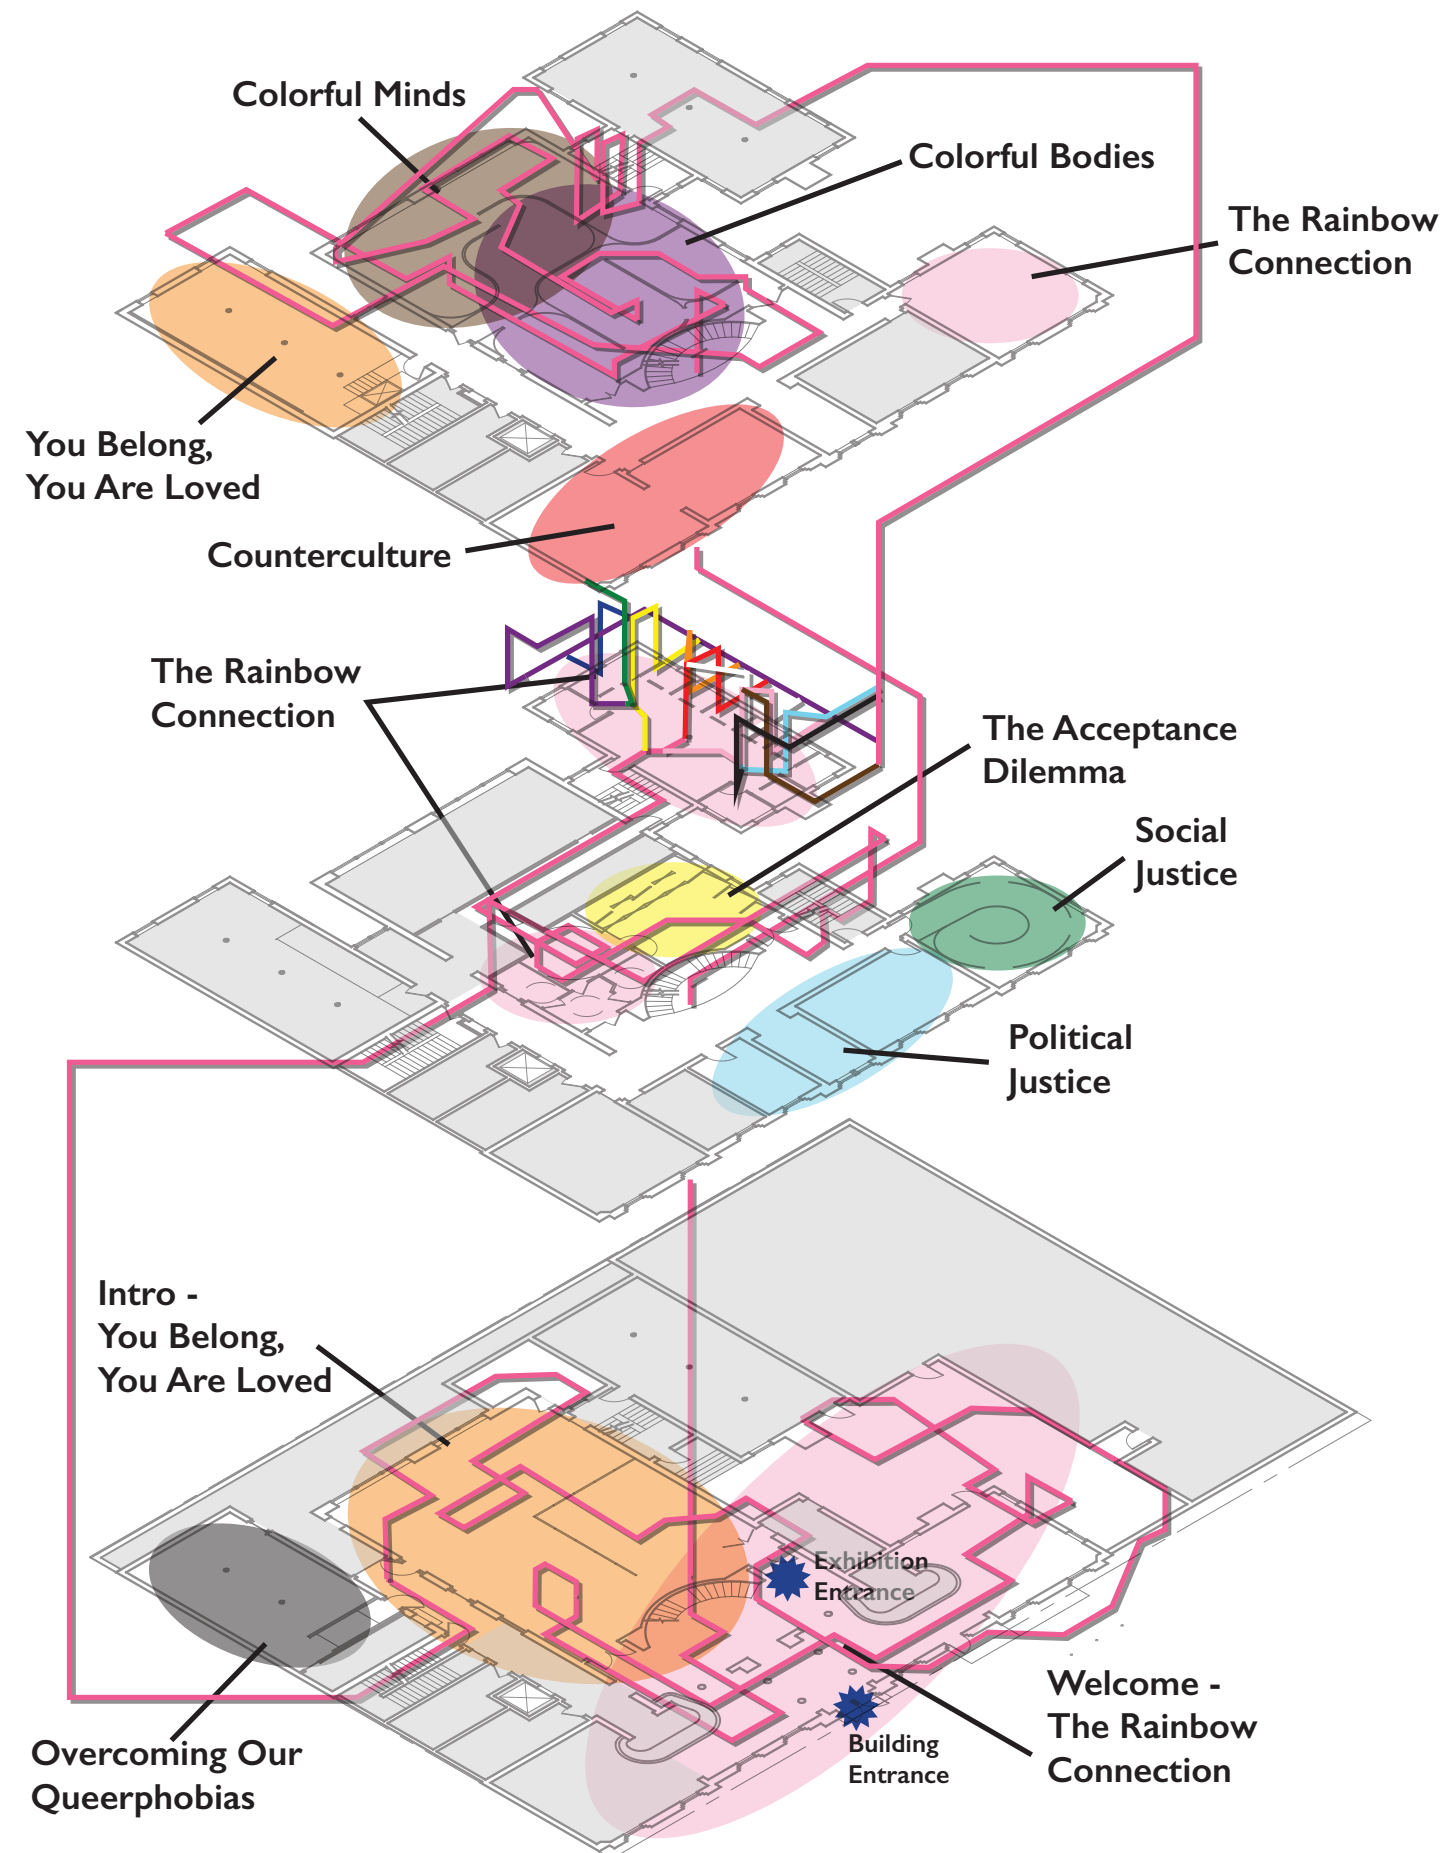 Colorful Minds
Colorful Bodies
The Rainbow
Connection
You Belong,
You Are Loved
Counterculture
The Rainbow
Connection
The Acceptance
Dilemma
Social
Justice
Political
Justice
Intro -
You Belong,
You Are Loved
Exhibition
Entrance
Welcome -
The Rainbow
Connection
Building
Entrance
Overcoming Our
Queerphobias